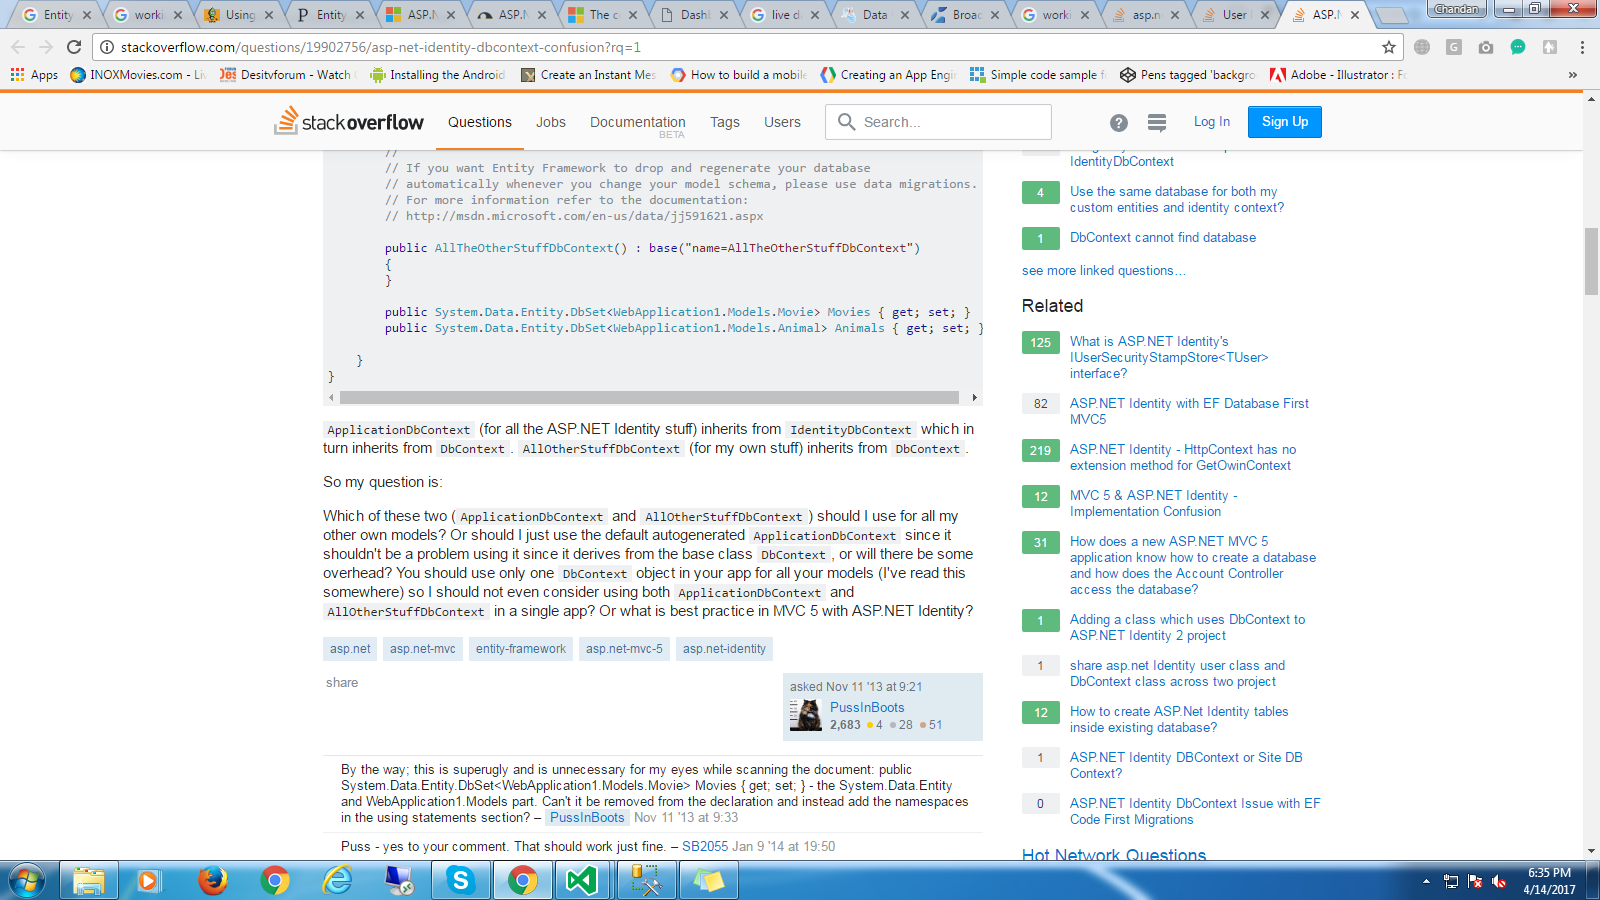 Entity
workin
Using
Entity
ASP.N
ASP.N
The co
Dashb
live da
Data
Broad
workin
asp.n
User
ASP.N
Chandan
stackoverflow.com/questions/19902756/asp-net-identity-dbcontext-confusion?rq=1
Apps
INOXMovies.com - Liv
Desitvforum - Watch
Installing the Android
Create an Instant Mes
How to build a mobile
Creating an App Engin
Simple code sample f
Pens tagged 'backgro
Adobe - Illustrator : Fo
»
stackoverflow
Questions
Jobs
Documentation
BETA
Tags
Users
Search...
Log In
Sign Up
//
// If you want Entity Framework to drop and regenerate your database
// automatically whenever you change your model schema, please use data migrations.
// For more information refer to the documentation:
// http://msdn.microsoft.com/en-us/data/jj591621.aspx
public AllTheOtherStuffDbContext() : base("name=AllTheOtherStuffDbContext")
{
}
public System.Data.Entity.DbSet<WebApplication1.Models.Movie> Movies { get; set; }
public System.Data.Entity.DbSet<WebApplication1.Models.Animal> Animals { get; set; }
}
}
ApplicationDbContext (for all the ASP.NET Identity stuff) inherits from IdentityDbContext which in
turn inherits from DbContext . AllOtherStuffDbContext (for my own stuff) inherits from DbContext .
So my question is:
Which of these two ( ApplicationDbContext and AllOtherStuffDbContext ) should I use for all my
other own models? Or should I just use the default autogenerated ApplicationDbContext since it
shouldn't be a problem using it since it derives from the base class DbContext , or will there be some
overhead? You should use only one DbContext object in your app for all your models (I've read this
somewhere) so I should not even consider using both ApplicationDbContext and
AllOtherStuffDbContext in a single app? Or what is best practice in MVC 5 with ASP.NET Identity?
asp.net
asp.net-mvc
entity-framework
asp.net-mvc-5
asp.net-identity
share
asked Nov 11 '13 at 9:21
PussInBoots
2,683 4 28 51
By the way; this is superugly and is unnecessary for my eyes while scanning the document: public
System.Data.Entity.DbSet<WebApplication1.Models.Movie> Movies { get; set; } - the System.Data.Entity
and WebApplication1.Models part. Can't it be removed from the declaration and instead add the namespaces
in the using statements section? – PussInBoots Nov 11 '13 at 9:33
Puss - yes to your comment. That should work just fine. – SB2055 Jan 9 '14 at 19:50
IdentityDbContext
4 Use the same database for both my
custom entities and identity context?
1 DbContext cannot find database
see more linked questions…
Related
125 What is ASP.NET Identity's
IUserSecurityStampStore<TUser>
interface?
82 ASP.NET Identity with EF Database First
MVC5
219 ASP.NET Identity - HttpContext has no
extension method for GetOwinContext
12 MVC 5 & ASP.NET Identity -
Implementation Confusion
31 How does a new ASP.NET MVC 5
application know how to create a database
and how does the Account Controller
access the database?
1 Adding a class which uses DbContext to
ASP.NET Identity 2 project
1 share asp.net Identity user class and
DbContext class across two project
12 How to create ASP.Net Identity tables
inside existing database?
1 ASP.NET Identity DBContext or Site DB
Context?
0 ASP.NET Identity DbContext Issue with EF
Code First Migrations
Hot Network Questions
6:35 PM
4/14/2017